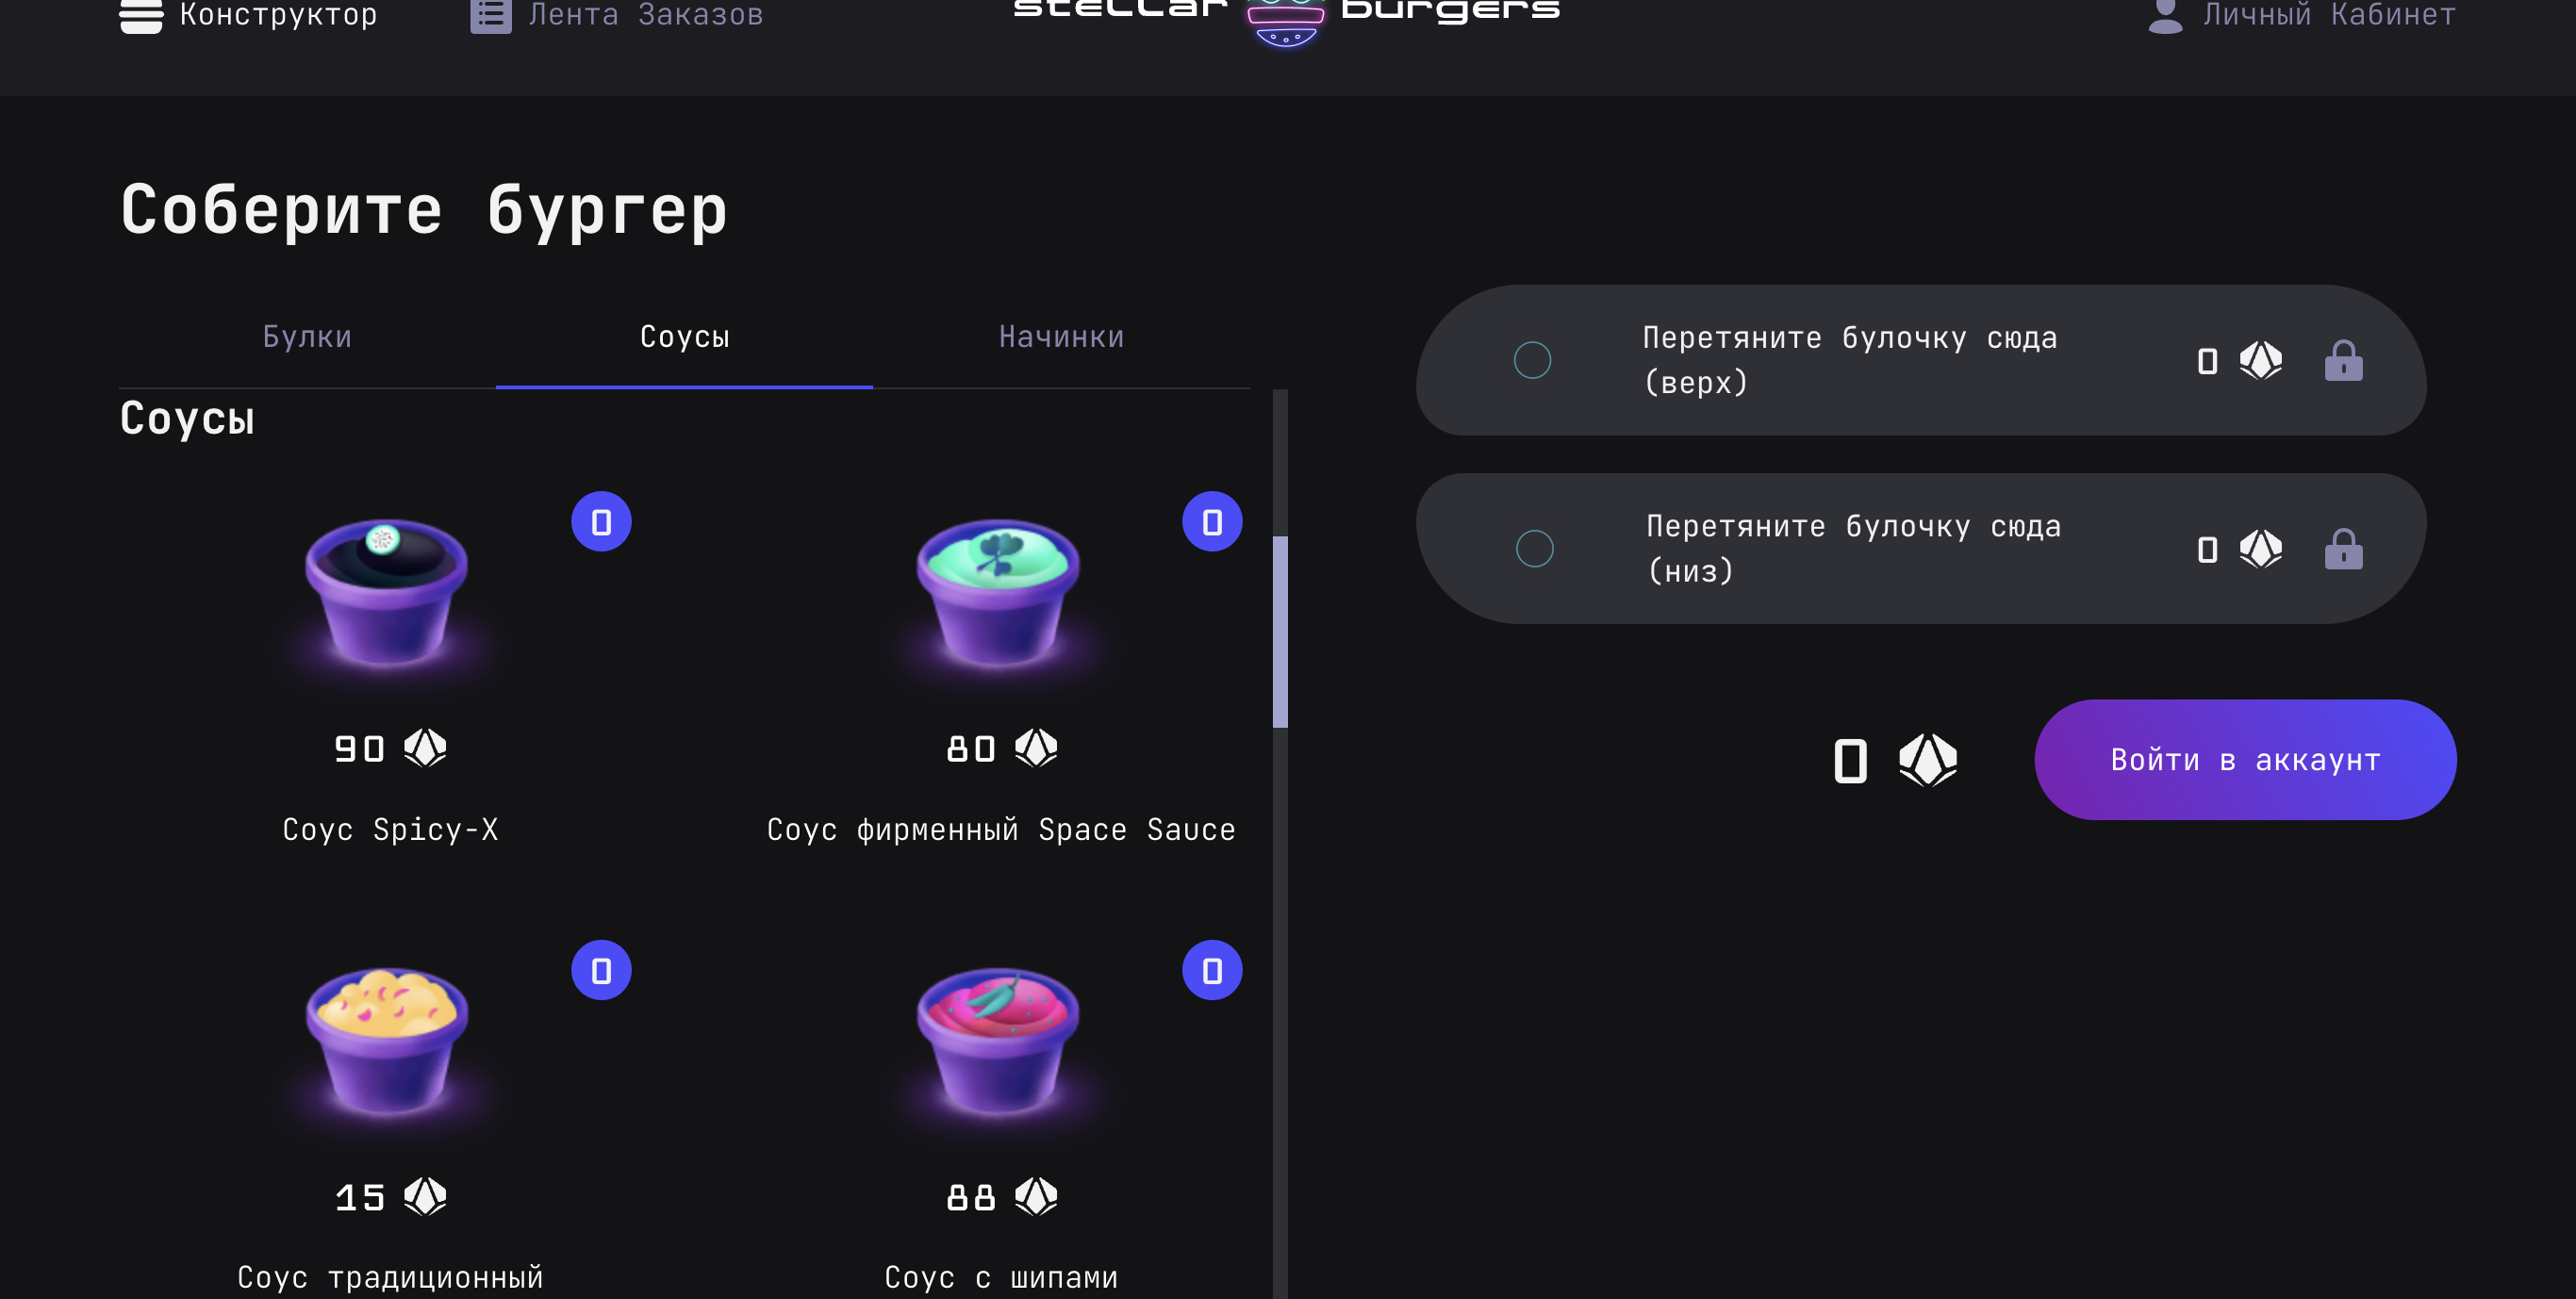 Конструктор
Лента Заказов
stellar burgers
Личный Кабинет
Соберите бургер
Булки
Соусы
Начинки
Соусы
0
0
90
80
Соус Spicy-X
Соус фирменный Space Sauce
0
0
15
88
Соус традиционный
Соус с шипами
Перетяните булочку сюда
(верх)
0
Перетяните булочку сюда
(низ)
0
0
Войти в аккаунт